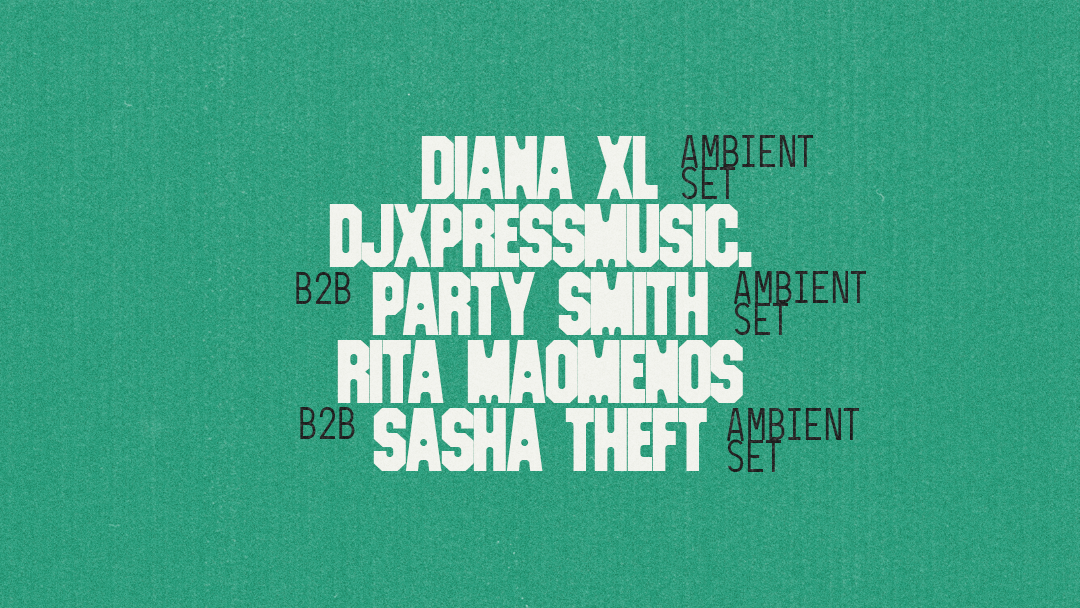 DIANA XL AMBIENT SET
DJXPRESSMUSIC.
B2B PARTY SMITH AMBIENT SET
RITA MAOMENOS
B2B SASHA THEFT AMBIENT SET